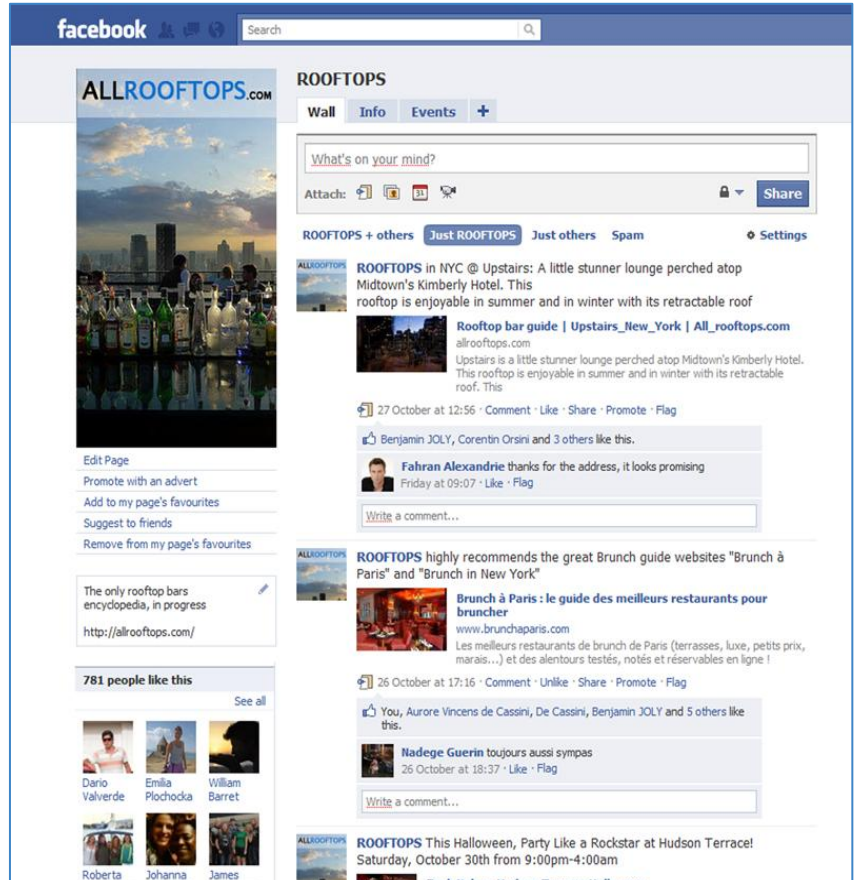 facebook
Search
ALLROOFTOPS.COM
Edit Page
Promote with an advert
Add to my page's favourites
Suggest to friends
Remove from my page's favourites
The only rooftop bars
encyclopedia, in progress
http://allrooftops.com/
781 people like this
See all
Dario
Valverde
Emilia
Plochocka
William
Barret
Roberta
Johanna
James
ROOFTOPS
Wall Info Events +
What's on your mind?
Attach: 31 Share
ROOFTOPS + others Just ROOFTOPS Just others Spam Settings
ALLROOFTOPS
ROOFTOPS in NYC @ Upstairs: A little stunner lounge perched atop
Midtown's Kimberly Hotel. This
rooftop is enjoyable in summer and in winter with its retractable roof
Rooftop bar guide | Upstairs_New_York | All_rooftops.com
allrooftops.com
Upstairs is a little stunner lounge perched atop Midtown's Kimberly Hotel.
This rooftop is enjoyable in summer and in winter with its retractable
roof. This
27 October at 12:56 · Comment · Like · Share · Promote · Flag
Benjamin JOLY, Corentin Orsini and 3 others like this.
Fahran Alexandrie thanks for the address, it looks promising
Friday at 09:07 · Like · Flag
Write a comment...
ALLROOFTOPS
ROOFTOPS highly recommends the great Brunch guide websites "Brunch à
Paris" and "Brunch in New York"
Brunch à Paris : le guide des meilleurs restaurants pour
bruncher
www.brunchaparis.com
Les meilleurs restaurants de brunch de Paris (terrasses, luxe, petits prix,
marais...) et des alentours testés, notés et réservables en ligne !
26 October at 17:16 · Comment · Unlike · Share · Promote · Flag
You, Aurore Vincens de Cassini, De Cassini, Benjamin JOLY and 5 others like
this.
Nadege Guerin toujours aussi sympas
26 October at 18:37 · Like · Flag
Write a comment...
ALLROOFTOPS
ROOFTOPS This Halloween, Party Like a Rockstar at Hudson Terrace!
Saturday, October 30th from 9:00pm-4:00am